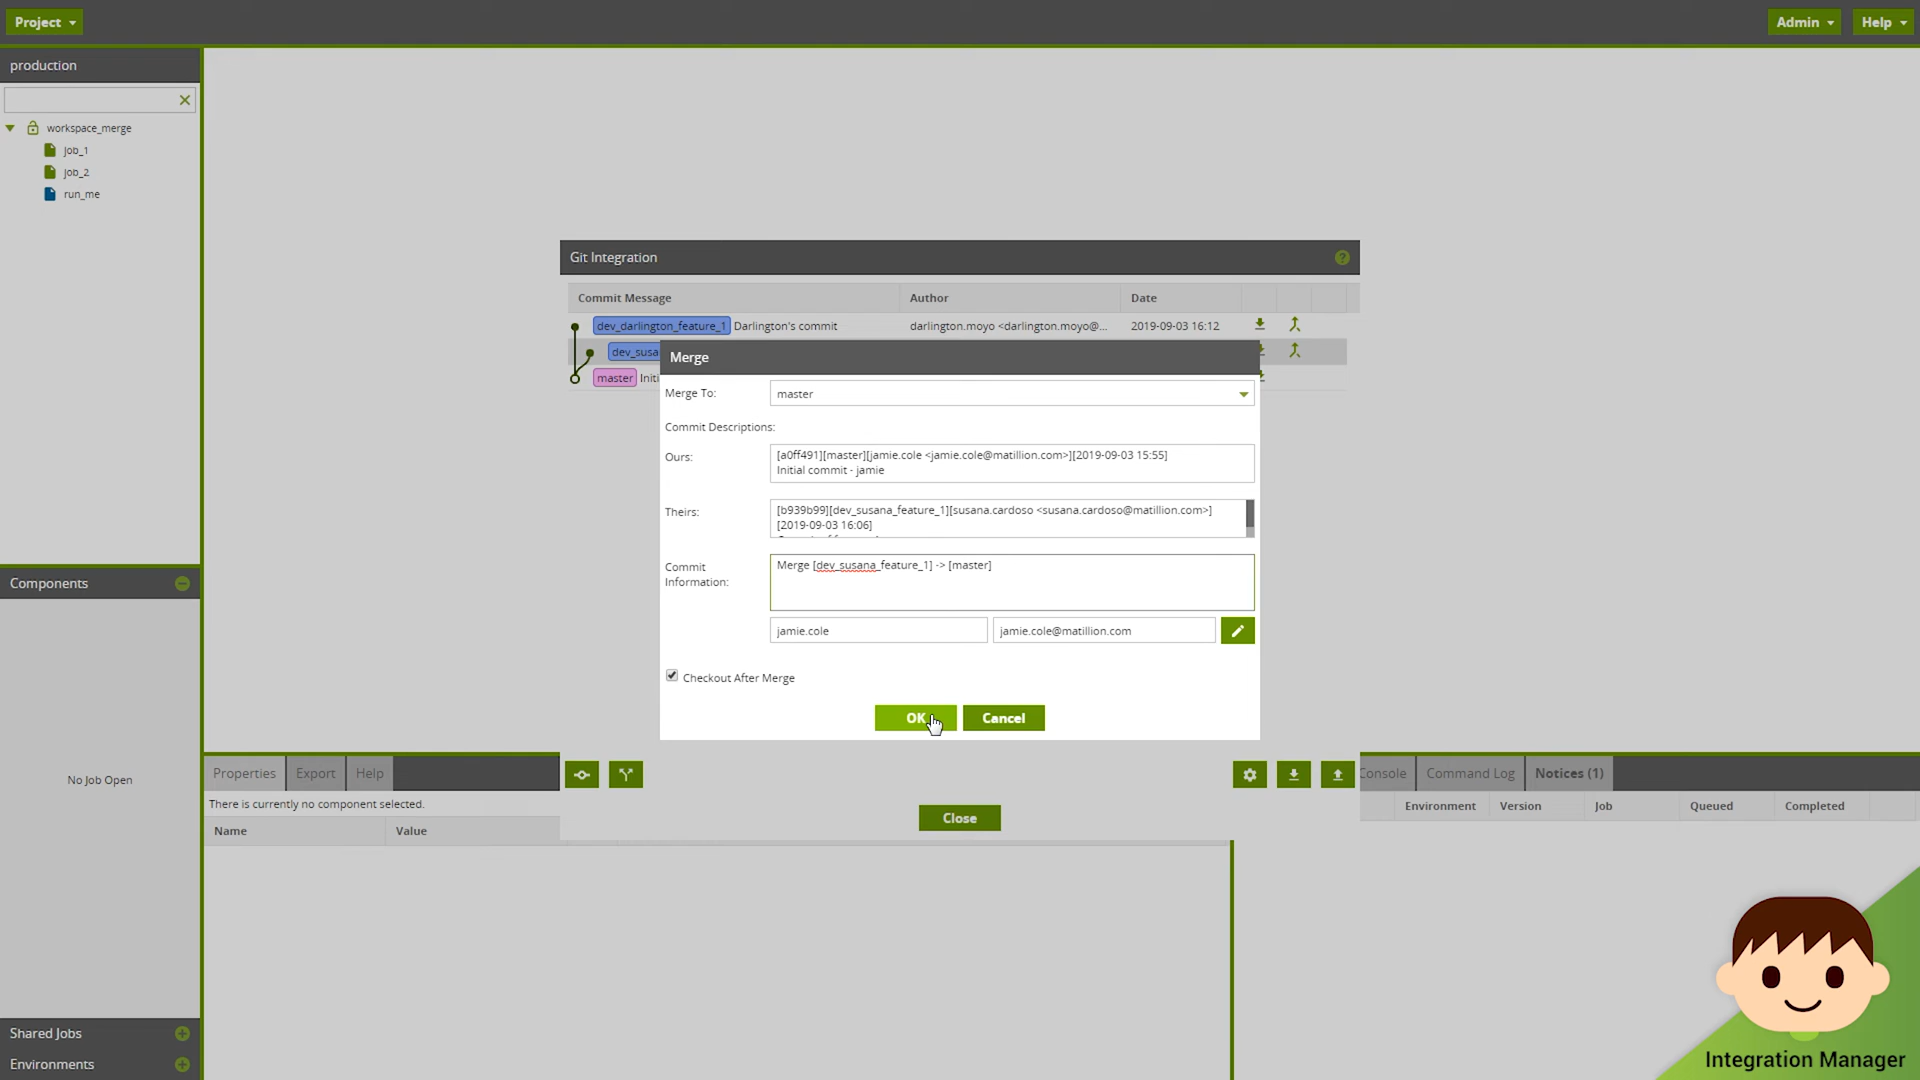 Project
Admin
Help
production
workspace_merge
job_1
job_2
run_me
Git Integration
?
Commit Message
Author
Date
dev_darlington_feature_1
Darlington's commit
darlington.moyo <darlington.moyo@...
2019-09-03 16:12
dev_susa
master
Initi
Merge
Merge To:
master
Commit Descriptions:
Ours:
[a0ff491][master][jamie.cole <jamie.cole@matillion.com>][2019-09-03 15:55]
Initial commit - jamie
Theirs:
[b939b99][dev_susana_feature_1][susana.cardoso <susana.cardoso@matillion.com>]
[2019-09-03 16:06]
Commit
Information:
Merge [dev_susana_feature_1] -> [master]
jamie.cole
jamie.cole@matillion.com
Checkout After Merge
OK
Cancel
Components
No Job Open
Properties
Export
Help
There is currently no component selected.
Name
Value
Close
Console
Command Log
Notices (1)
Environment
Version
Job
Queued
Completed
Shared Jobs
Environments
Integration Manager